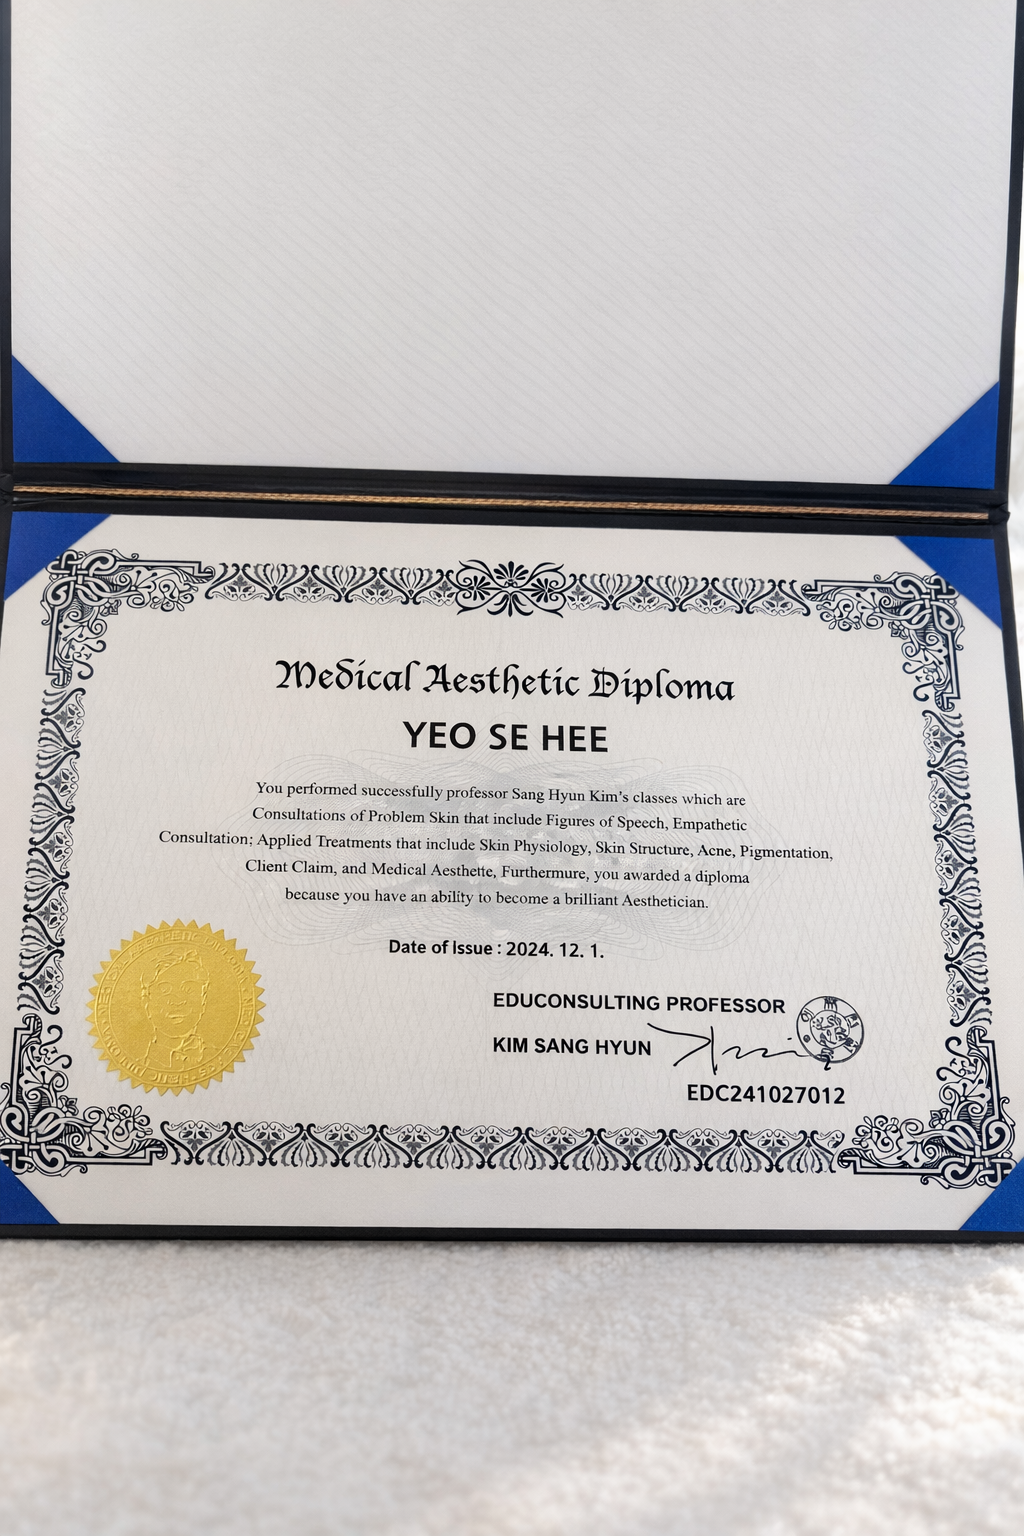 Medical Aesthetic Diploma
YEO SE HEE
You performed successfully professor Sang Hyun Kim's classes which are
Consultations of Problem Skin that include Figures of Speech, Empathetic
Consultation; Applied Treatments that include Skin Physiology, Skin Structure, Acne, Pigmentation,
Client Claim, and Medical Aesthette, Furthermure, you awarded a diploma
because you have an ability to become a brilliant Aesthetician.
Date of Issue : 2024. 12. 1.
EDUCONSULTING PROFESSOR
KIM SANG HYUN
EDC241027012